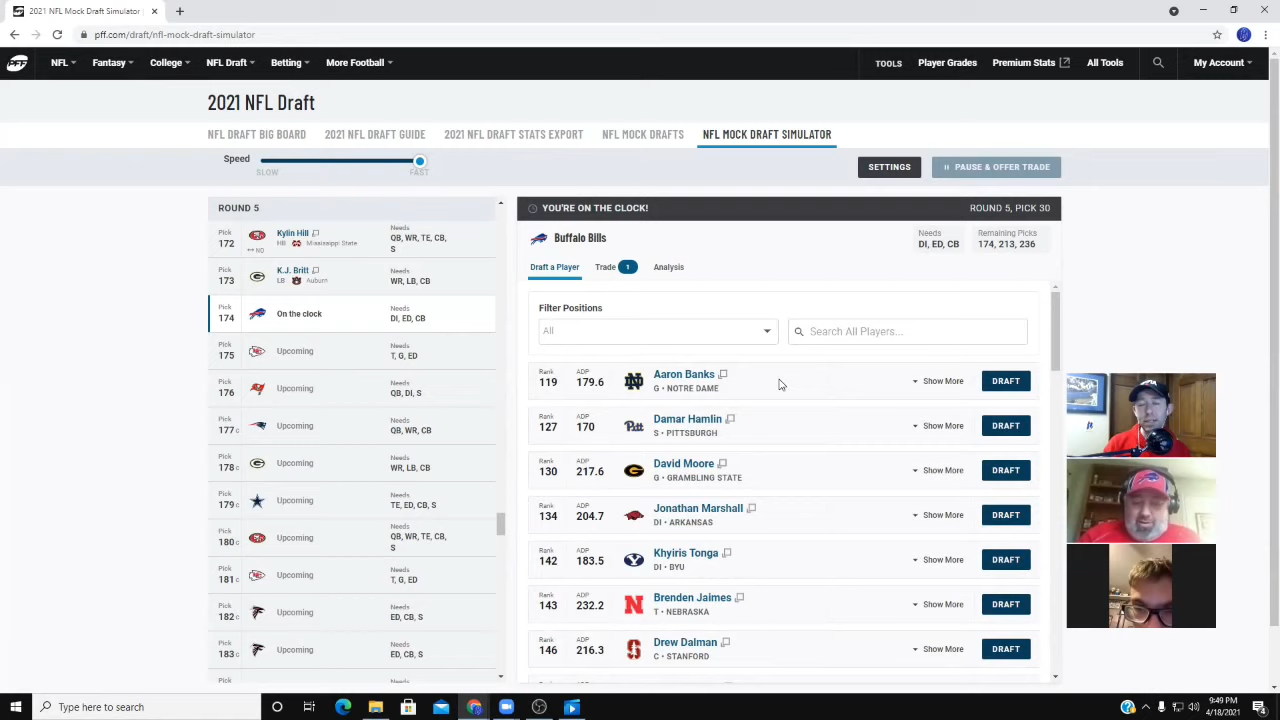 2021 NFL Mock Draft Simulator |
pff.com/draft/nfl-mock-draft-simulator
PFF NFL Fantasy College NFL Draft Betting More Football TOOLS Player Grades Premium Stats All Tools My Account
2021 NFL Draft
NFL DRAFT BIG BOARD 2021 NFL DRAFT GUIDE 2021 NFL DRAFT STATS EXPORT NFL MOCK DRAFTS NFL MOCK DRAFT SIMULATOR
Speed SLOW FAST SETTINGS PAUSE & OFFER TRADE
ROUND 5
Pick 172 Kylin Hill Needs QB, WR, TE, CB,
↔ NO HB Mississippi State S
Pick 173 K.J. Britt Needs
LB Auburn WR, LB, CB
Pick 174 On the clock Needs DI, ED, CB
Pick 175 Upcoming Needs T, G, ED
Pick 176 Upcoming Needs QB, DI, S
Pick 177 c Upcoming Needs QB, WR, CB
Pick 178 c Upcoming Needs WR, LB, CB
Pick 179 c Upcoming Needs TE, ED, CB, S
Pick 180 c Upcoming Needs QB, WR, TE, CB,
S
Pick 181 c Upcoming Needs T, G, ED
Pick 182 c Upcoming Needs ED, CB, S
Pick 183 c Upcoming Needs ED, CB, S
Pick Needs
YOU'RE ON THE CLOCK! ROUND 5, PICK 30
Buffalo Bills Needs DI, ED, CB Remaining Picks 174, 213, 236
Draft a Player Trade 1 Analysis
Filter Positions
All Search All Players...
Rank 119 ADP 179.6 Aaron Banks Show More DRAFT
G • NOTRE DAME
Rank 127 ADP 170 Damar Hamlin Show More DRAFT
Pitt S • PITTSBURGH
Rank 130 ADP 217.6 David Moore Show More DRAFT
G • GRAMBLING STATE
Rank 134 ADP 204.7 Jonathan Marshall Show More DRAFT
DI • ARKANSAS
Rank 142 ADP 183.5 Khyiris Tonga Show More DRAFT
DI • BYU
Rank 143 ADP 232.2 Brenden Jaimes Show More DRAFT
T • NEBRASKA
Rank 146 ADP 216.3 Drew Dalman Show More DRAFT
C • STANFORD
Type here to search
9:49 PM
4/18/2021